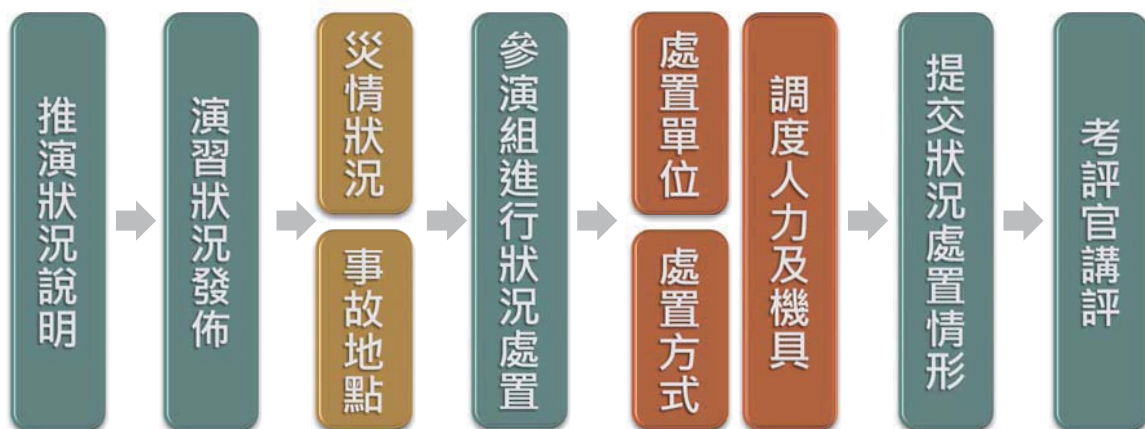 推演狀況說明
演習狀況發佈
災情狀況
事故地點
參演組進行狀況處置
處置單位
處置方式
調度人力及機具
提交狀況處置情形
考評官講評